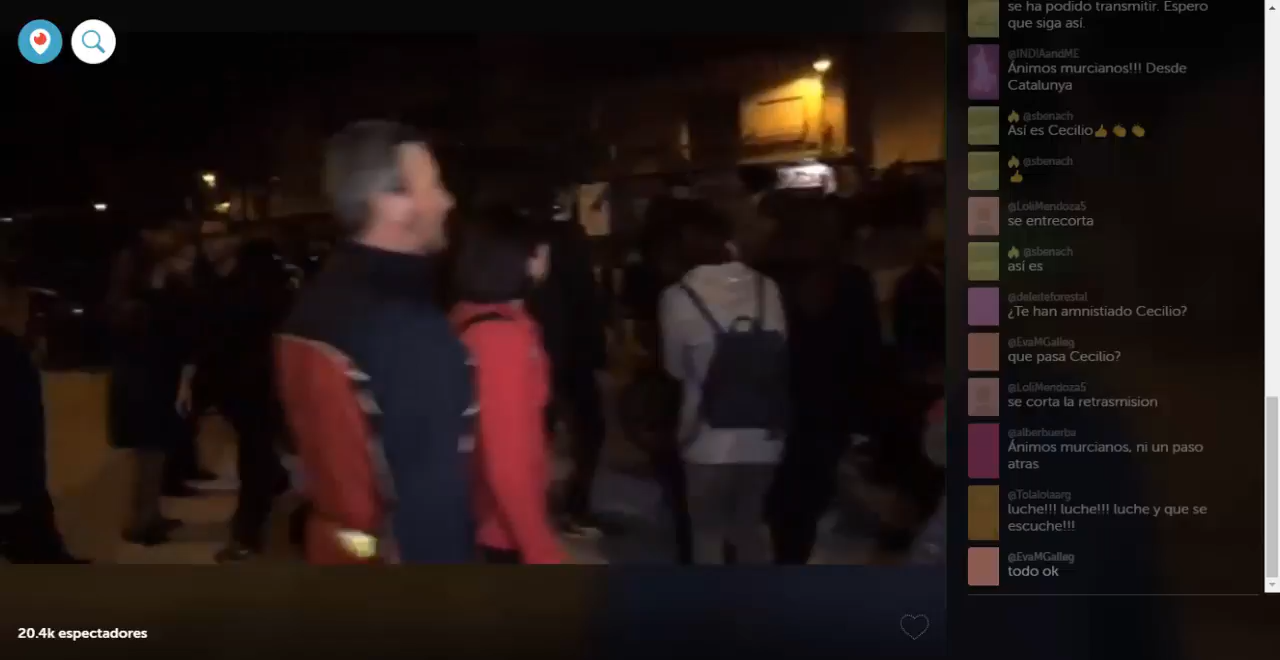 se ha podido transmitir. Espero
que siga así.
@IND!AandME
Ánimos murcianos!!! Desde
Catalunya
@sbenach
Así es Cecilio👍👏👏
@sbenach
👍
@LoliMendoza5
se entrecorta
@sbenach
así es
@deleiteforestal
¿Te han amnistiado Cecilio?
@EvaMGalleg
que pasa Cecilio?
@LoliMendoza5
se corta la retrasmision
@alberhuerba
Ánimos murcianos, ni un paso
atras
@Tolalolaarg
luche!!! luche!!! luche y que se
escuche!!!
@EvaMGalleg
todo ok
20.4k espectadores